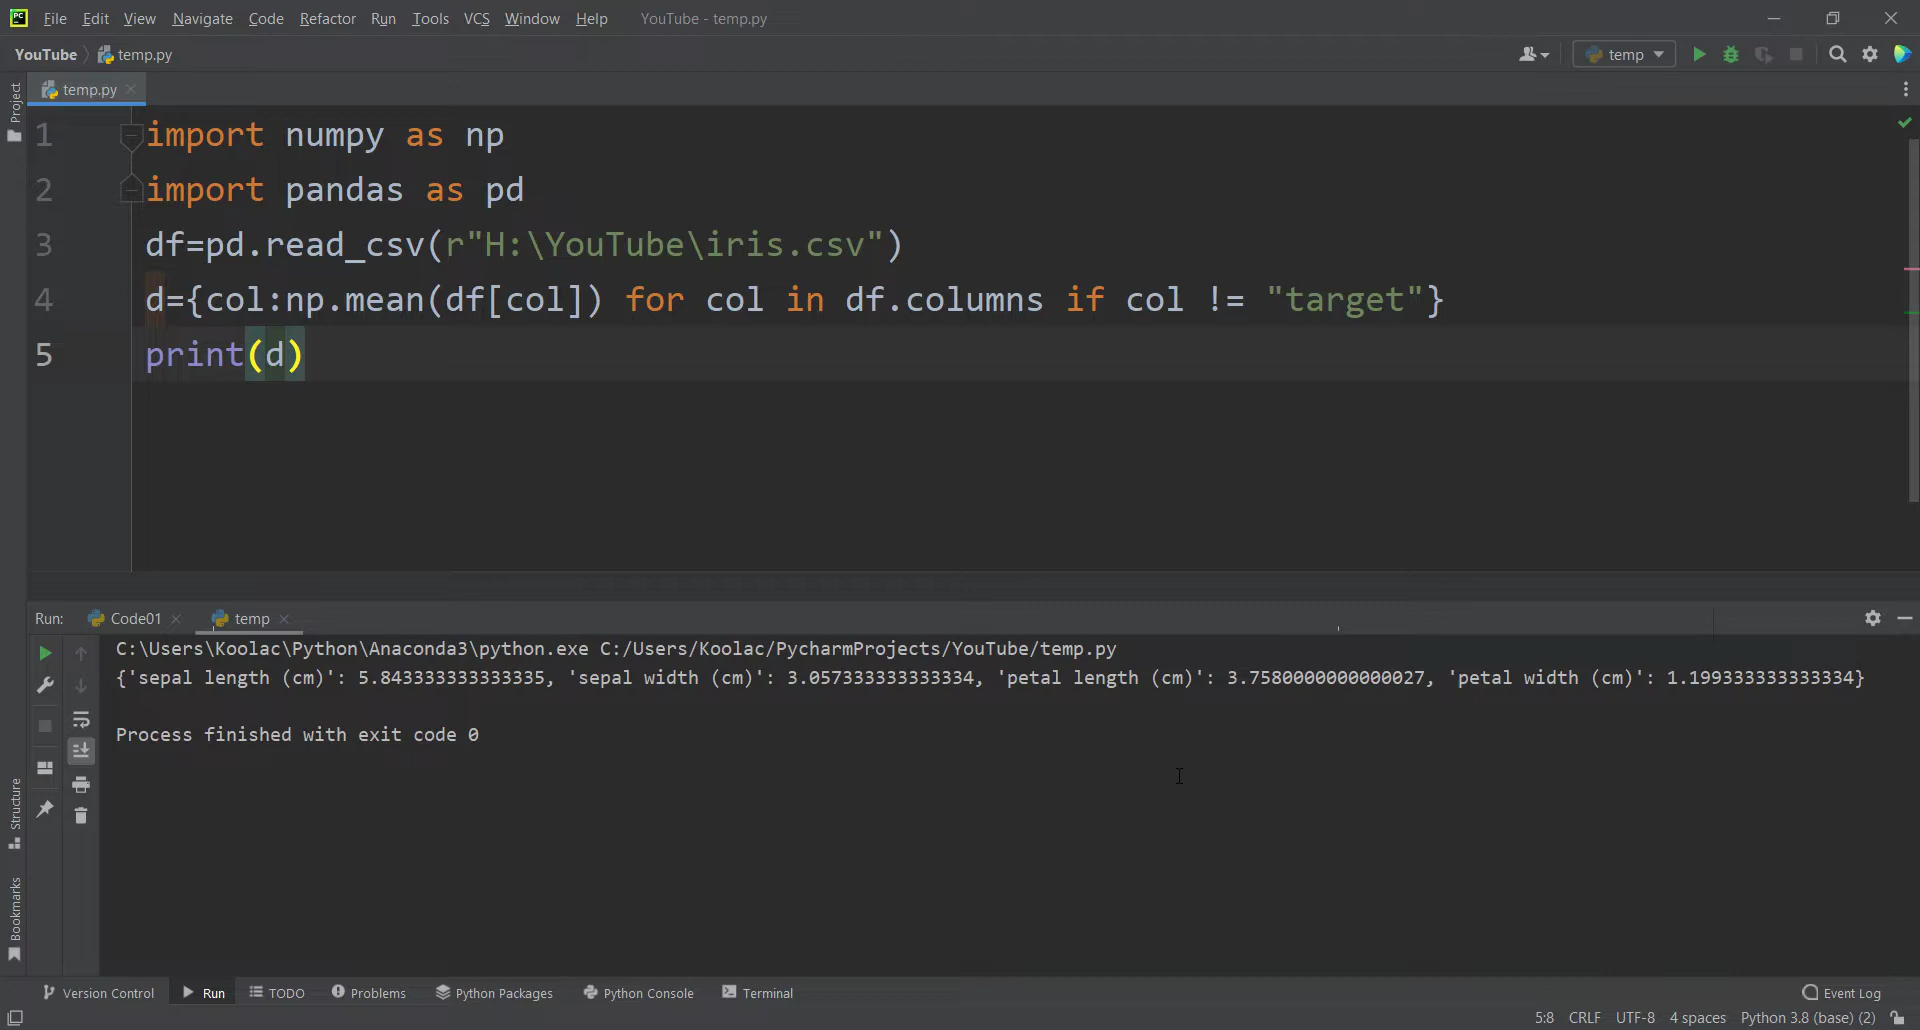 PC File Edit View Navigate Code Refactor Run Tools VCS Window Help YouTube - temp.py
YouTube temp.py temp
Project
temp.py
1 import numpy as np
2 import pandas as pd
3 df=pd.read_csv(r"H:\YouTube\iris.csv")
4 d={col:np.mean(df[col]) for col in df.columns if col != "target"}
5 print(d)
Run: Code01 temp
C:\Users\Koolac\Python\Anaconda3\python.exe C:/Users/Koolac/PycharmProjects/YouTube/temp.py
{'sepal length (cm)': 5.843333333333335, 'sepal width (cm)': 3.057333333333334, 'petal length (cm)': 3.7580000000000027, 'petal width (cm)': 1.199333333333334}
Process finished with exit code 0
Structure
Bookmarks
Version Control Run TODO Problems Python Packages Python Console Terminal Event Log
5:8 CRLF UTF-8 4 spaces Python 3.8 (base) (2)